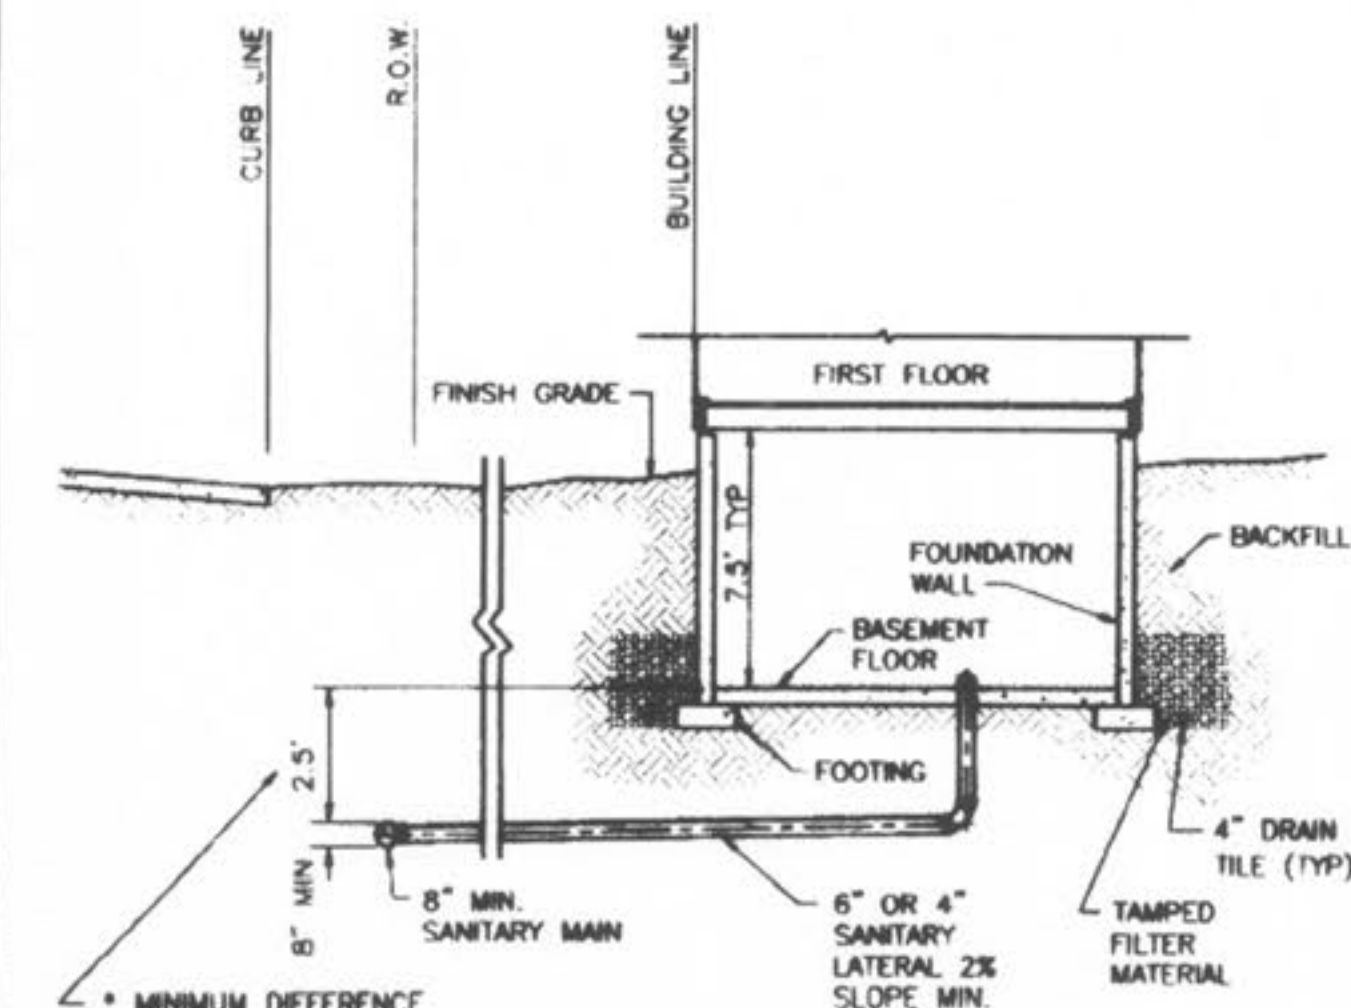 CURB LINE
R.O.W.
BUILDING LINE
FIRST FLOOR
FINISH GRADE
7.5' TYP
FOUNDATION
WALL
BACKFILL
BASEMENT
FLOOR
2.5'
FOOTING
4" DRAIN
TILE (TYP)
8" MIN
8" MIN.
SANITARY MAIN
6" OR 4"
SANITARY
LATERAL 2%
SLOPE MIN.
TAMPED
FILTER
MATERIAL
* MINIMUM DIFFERENCE